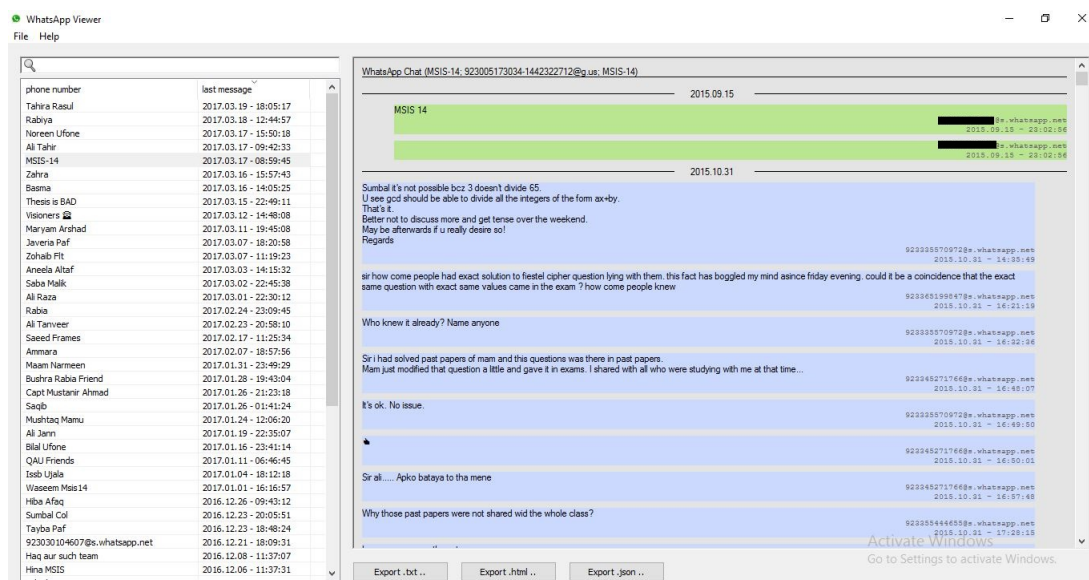 WhatsApp Viewer
File Help
phone number last message
Tahira Rasul 2017.03.19 - 18:05:17
Rabiya 2017.03.18 - 12:44:57
Noreen Ufone 2017.03.17 - 15:50:18
Ali Tahir 2017.03.17 - 09:42:33
MSIS-14 2017.03.17 - 08:59:45
Zahra 2017.03.16 - 15:57:43
Basma 2017.03.16 - 14:05:25
Thesis is BAD 2017.03.15 - 22:49:11
Visioners 2017.03.12 - 14:48:08
Maryam Arshad 2017.03.11 - 19:45:08
Javeria Paf 2017.03.07 - 18:20:58
Zohaib Flt 2017.03.07 - 11:19:23
Aneela Altaf 2017.03.03 - 14:15:32
Saba Malik 2017.03.02 - 22:45:38
Ali Raza 2017.03.01 - 22:30:12
Rabia 2017.02.24 - 23:09:45
Ali Tanveer 2017.02.23 - 20:58:10
Saeed Frames 2017.02.17 - 11:25:34
Ammara 2017.02.07 - 18:57:56
Maam Narmeen 2017.01.31 - 23:49:29
Bushra Rabia Friend 2017.01.28 - 19:43:04
Capt Mustanir Ahmad 2017.01.26 - 21:23:18
Saqib 2017.01.26 - 01:41:24
Mushtaq Mamu 2017.01.24 - 12:06:20
Ali Jann 2017.01.19 - 22:35:07
Bilal Ufone 2017.01.16 - 23:41:14
QAU Friends 2017.01.11 - 06:46:45
Issb Ujala 2017.01.04 - 18:12:18
Waseem Msis14 2017.01.01 - 16:16:57
Hiba Afaq 2016.12.26 - 09:43:12
Sumbal Col 2016.12.23 - 20:05:51
Tayba Paf 2016.12.23 - 18:48:24
923030104607@s.whatsapp.net 2016.12.21 - 18:09:31
Haq aur such team 2016.12.08 - 11:37:07
Hina MSIS 2016.12.06 - 11:37:31
WhatsApp Chat (MSIS-14; 923005173034-1442322712@g.us; MSIS-14)
2015.09.15
MSIS 14
@s.whatsapp.net
2015.09.15 - 23:02:56
@s.whatsapp.net
2015.09.15 - 23:02:56
2015.10.31
Sumbal it's not possible bcz 3 doesn't divide 65.
U see gcd should be able to divide all the integers of the form ax+by.
That's it.
Better not to discuss more and get tense over the weekend.
May be afterwards if u really desire so!
Regards
923335570972@s.whatsapp.net
2015.10.31 - 14:35:49
sir how come people had exact solution to fiestel cipher question lying with them. this fact has boggled my mind asince friday evening. could it be a coincidence that the exact
same question with exact same values came in the exam ? how come people knew
923365199847@s.whatsapp.net
2015.10.31 - 16:21:19
Who knew it already? Name anyone
923335570972@s.whatsapp.net
2015.10.31 - 16:32:36
Sir i had solved past papers of mam and this questions was there in past papers.
Mam just modified that question a little and gave it in exams. I shared with all who were studying with me at that time...
923345271766@s.whatsapp.net
2015.10.31 - 16:45:07
It's ok. No issue.
923335570972@s.whatsapp.net
2015.10.31 - 16:49:50
923345271766@s.whatsapp.net
2015.10.31 - 16:50:01
Sir ali..... Apko bataya to tha mene
923345271766@s.whatsapp.net
2015.10.31 - 16:57:48
Why those past papers were not shared wid the whole class?
923355444655@s.whatsapp.net
2015.10.31 - 17:28:15
Activate Windows
Go to Settings to activate Windows.
Export .txt .. Export .html .. Export .json ..